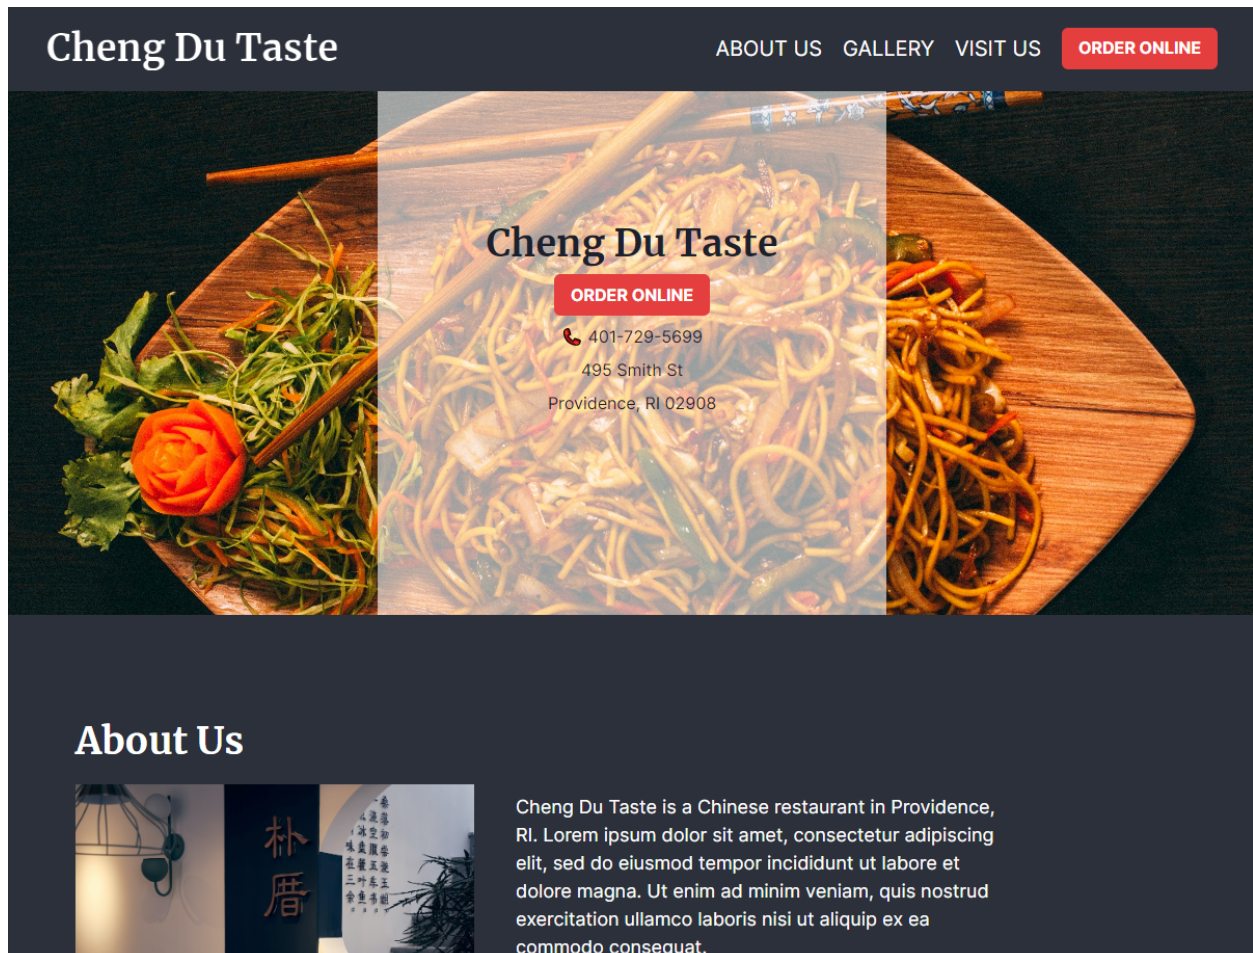 Cheng Du Taste
ABOUT US GALLERY VISIT US ORDER ONLINE
Cheng Du Taste
ORDER ONLINE
401-729-5699
495 Smith St
Providence, RI 02908
About Us
朴
厝
Cheng Du Taste is a Chinese restaurant in Providence,
RI. Lorem ipsum dolor sit amet, consectetur adipiscing
elit, sed do eiusmod tempor incididunt ut labore et
dolore magna. Ut enim ad minim veniam, quis nostrud
exercitation ullamco laboris nisi ut aliquip ex ea
commodo consequat.